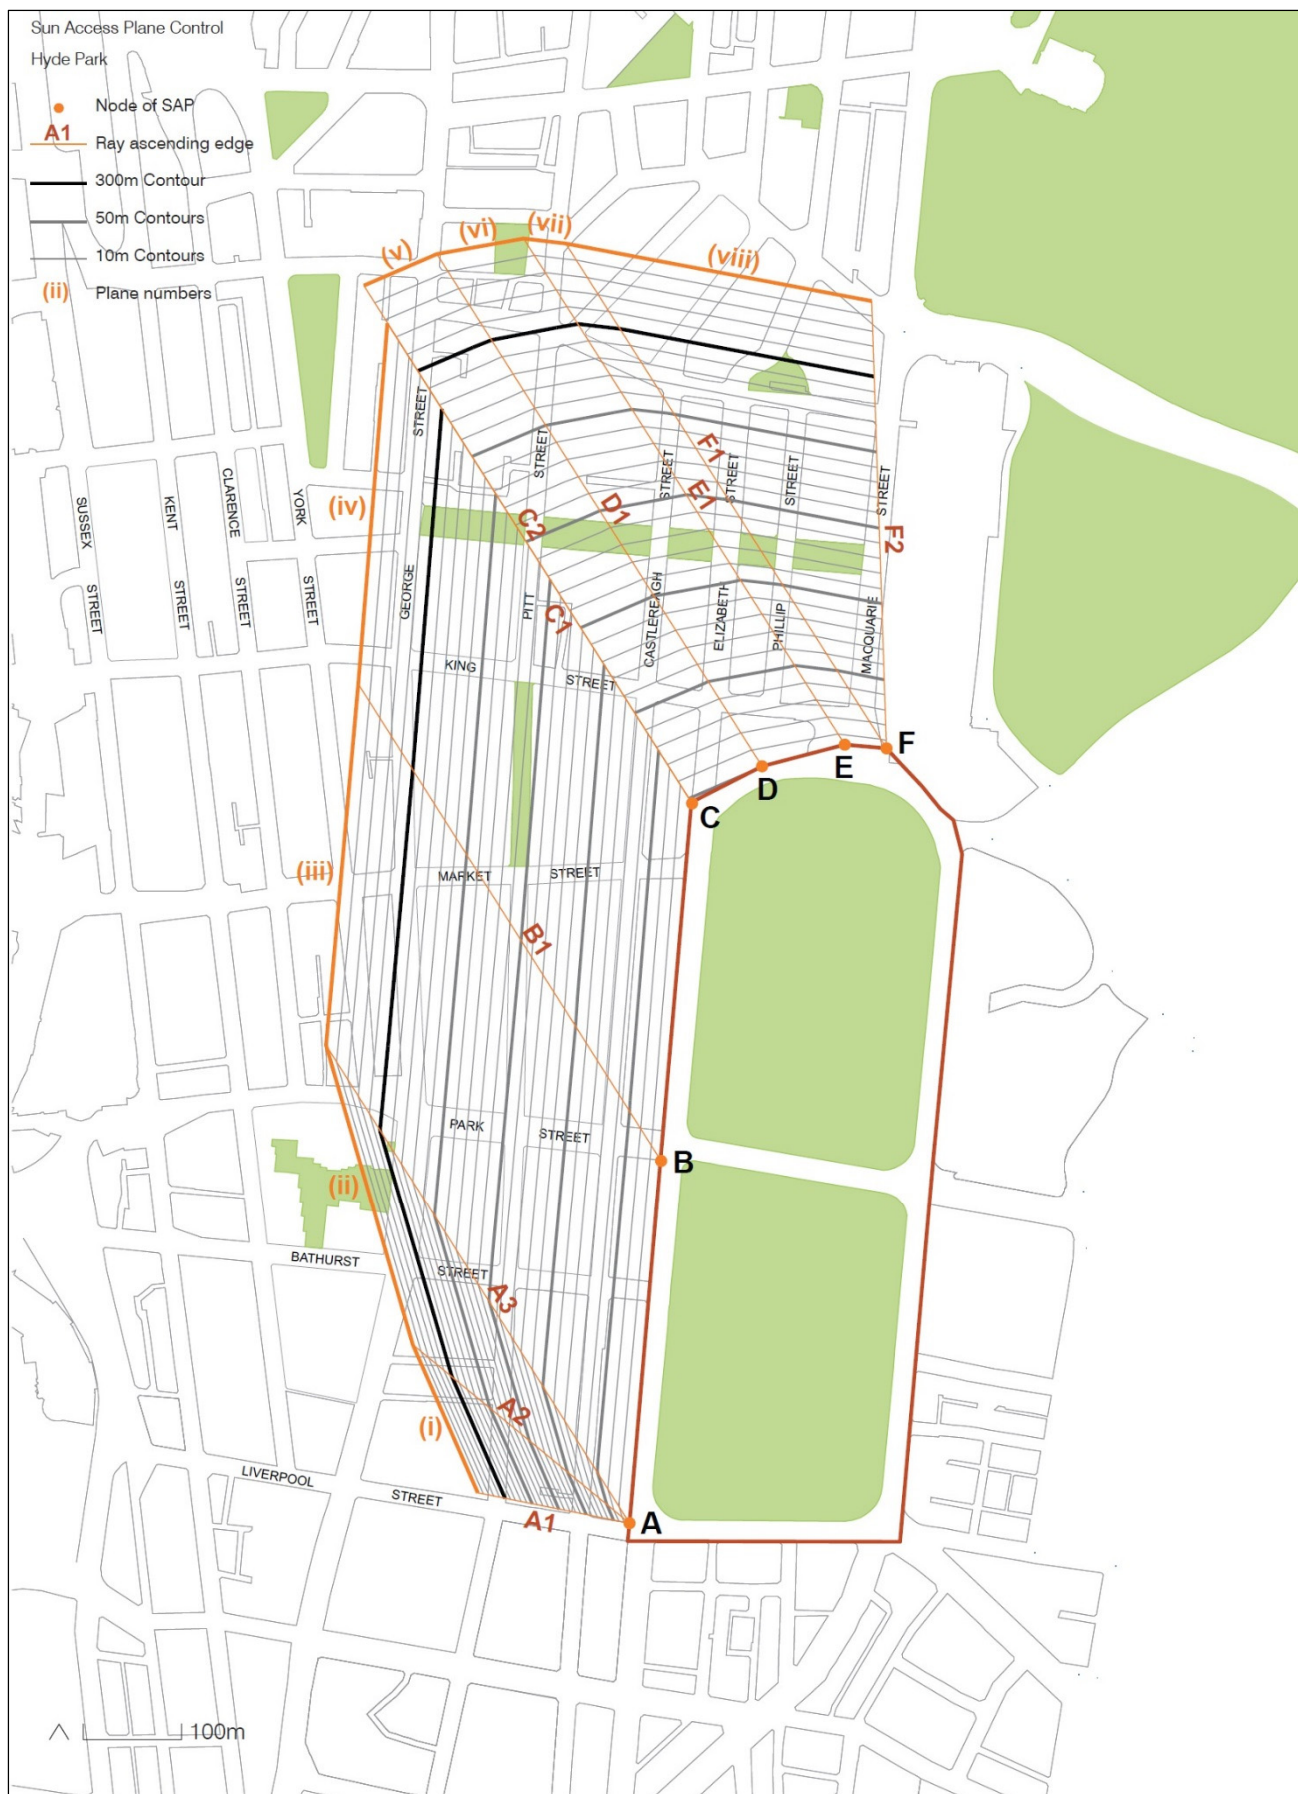 Sun Access Plane Control
Hyde Park
Node of SAP
A1
Ray ascending edge
300m Contour
50m Contours
10m Contours
(ii) Plane numbers
(v)
(vi)
(vii)
(viii)
STREET
STREET
STREET
STREET
STREET
STREET
F1
E1
D1
C2
F2
(iv)
SUSSEX
STREET
KENT
STREET
CLARENCE
STREET
YORK
STREET
GEORGE
PITT
C1
CASTLEREAGH
ELIZABETH
PHILLIP
MACQUARIE
KING
STREET
F
E
D
C
(iii)
MARKET
STREET
B1
PARK
STREET
B
(ii)
BATHURST
STREET
A3
A2
(i)
LIVERPOOL
STREET
A1
A
100m